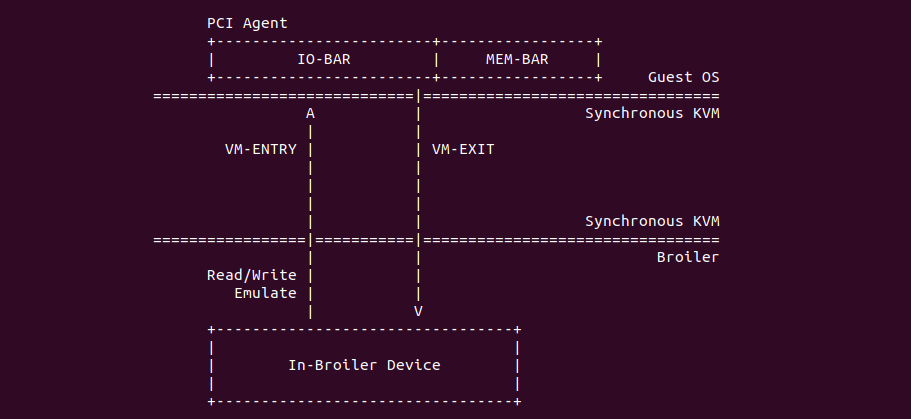 PCI Agent
IO-BAR MEM-BAR
Guest OS
Synchronous KVM
A
VM-ENTRY VM-EXIT
Synchronous KVM
Broiler
Read/Write
Emulate
V
In-Broiler Device